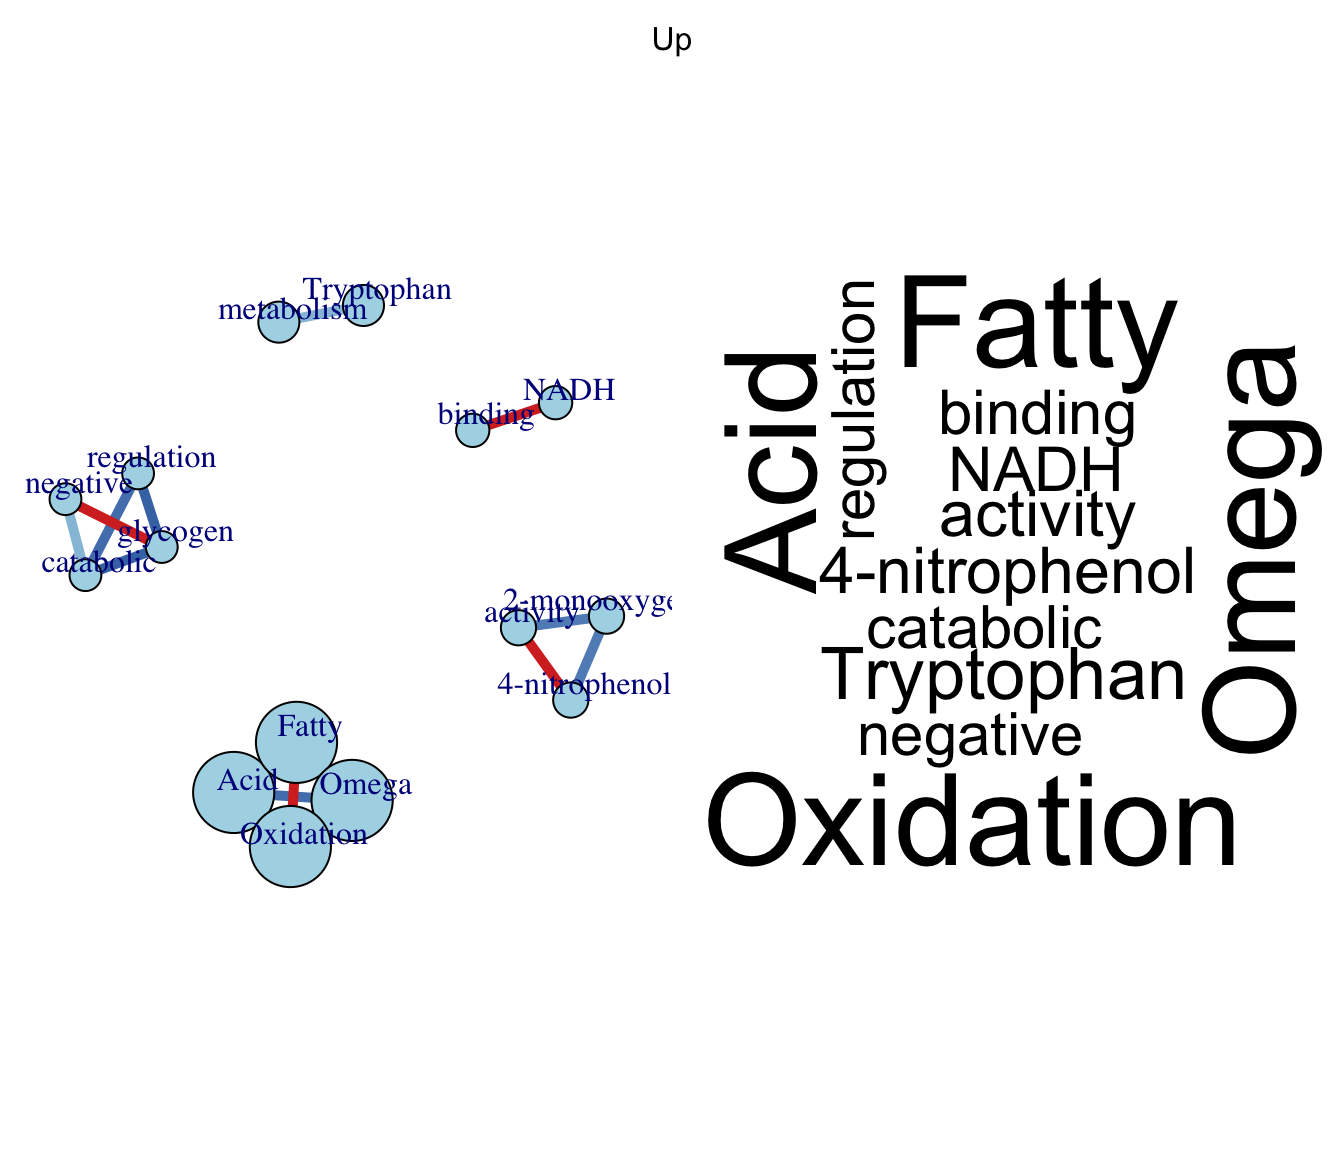 Up
Tryptophan
metabolism
NADH
binding
regulation
negative
glycogen
catabolic
2-monooxyge
activity
4-nitrophenol
Fatty
Acid
Omega
Oxidation
Acid
regulation
Fatty
binding
NADH
activity
4-nitrophenol
catabolic
Tryptophan
negative
Omega
Oxidation